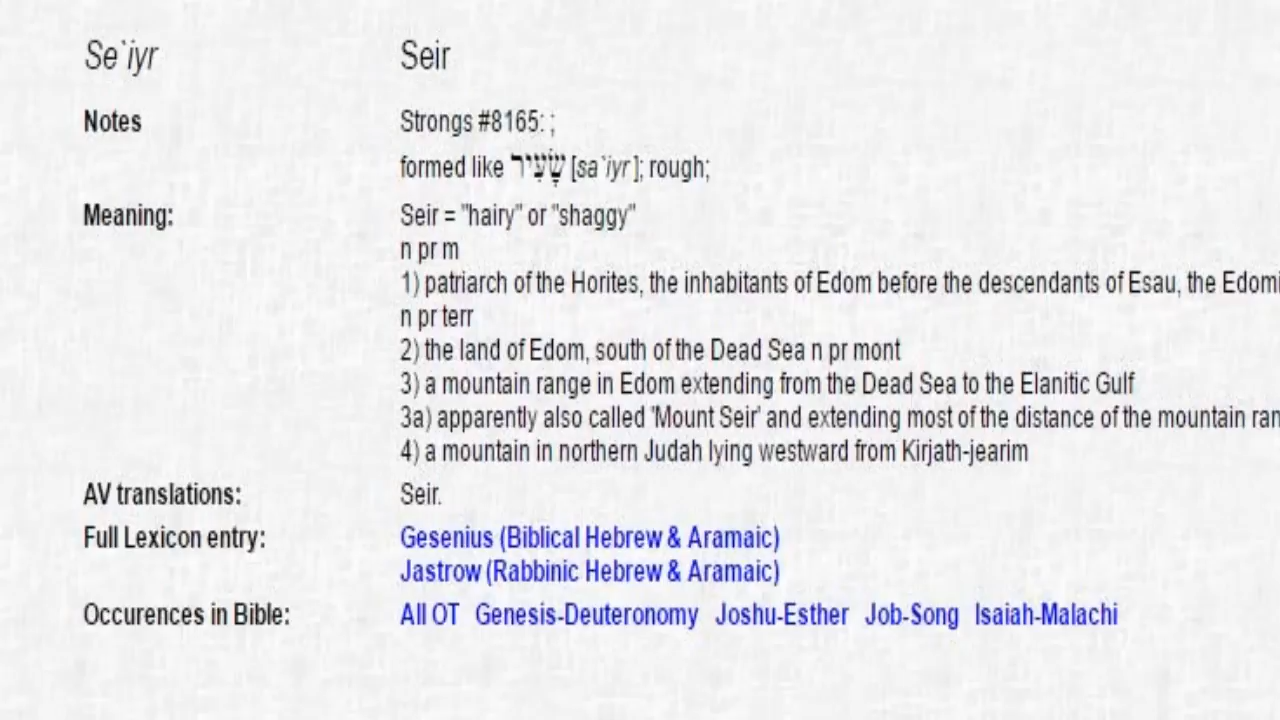 Se`iyr Seir
Notes Strongs #8165: ;
formed like שָׂעִיר [sa`iyr ]; rough;
Meaning: Seir = "hairy" or "shaggy"
n pr m
1) patriarch of the Horites, the inhabitants of Edom before the descendants of Esau, the Edomi
n pr terr
2) the land of Edom, south of the Dead Sea n pr mont
3) a mountain range in Edom extending from the Dead Sea to the Elanitic Gulf
3a) apparently also called 'Mount Seir' and extending most of the distance of the mountain ran
4) a mountain in northern Judah lying westward from Kirjath-jearim
AV translations: Seir.
Full Lexicon entry: Gesenius (Biblical Hebrew & Aramaic)
Jastrow (Rabbinic Hebrew & Aramaic)
Occurences in Bible: All OT Genesis-Deuteronomy Joshu-Esther Job-Song Isaiah-Malachi